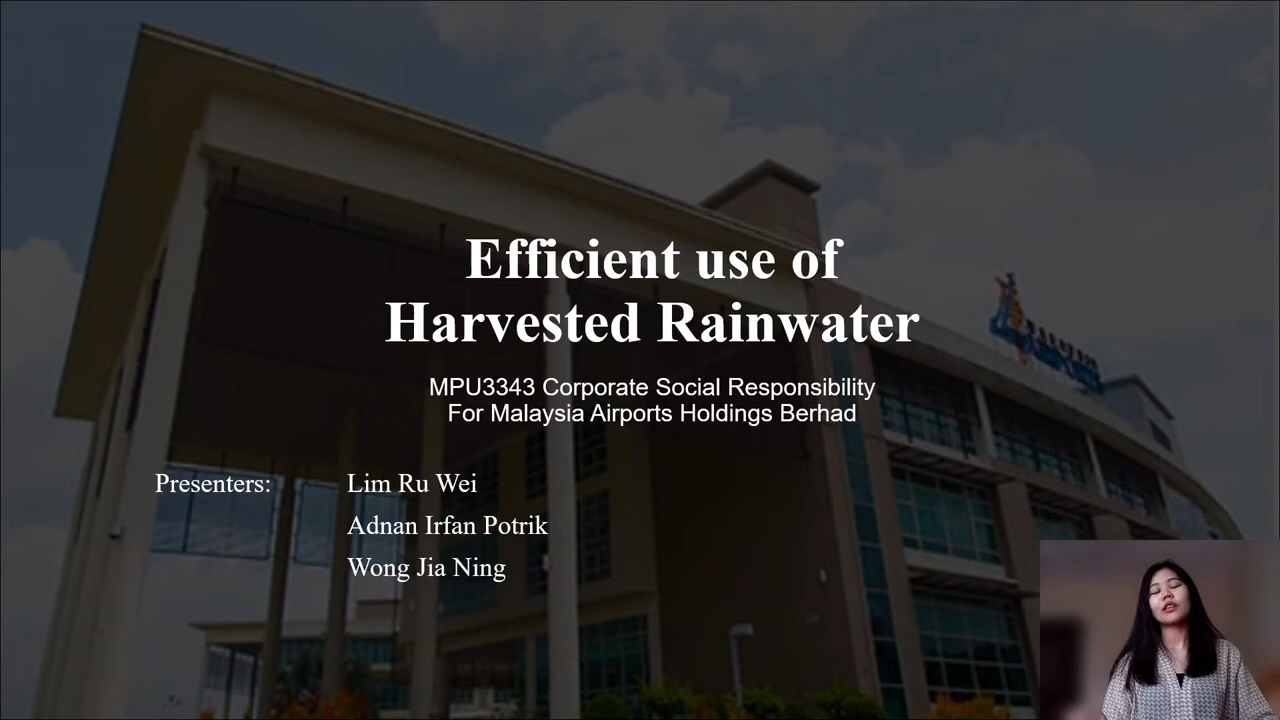 Efficient use of
Harvested Rainwater
MPU3343 Corporate Social Responsibility
For Malaysia Airports Holdings Berhad
Presenters:
Lim Ru Wei
Adnan Irfan Potrik
Wong Jia Ning